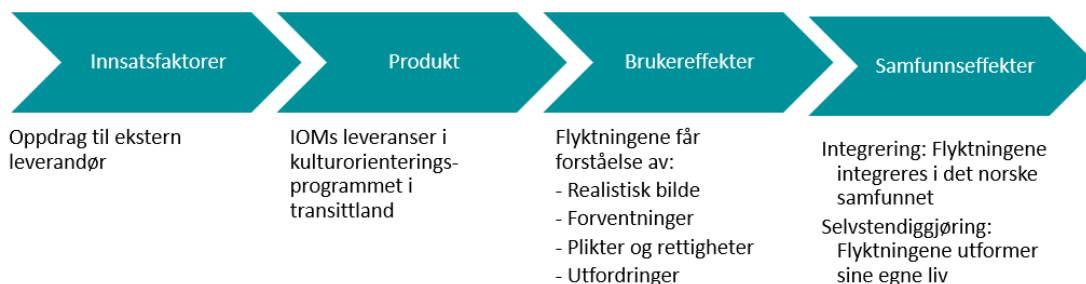 Innsatsfaktorer
Produkt
Brukereffekter
Samfunnseffekter
Oppdrag til ekstern
leverandør
IOMs leveranser i
kulturorienterings-
programmet i
transittland
Flyktningene får
forståelse av:
- Realistisk bilde
- Forventninger
- Plikter og rettigheter
- Utfordringer
Integrering: Flyktningene
integreres i det norske
samfunnet
Selvstendiggjøring:
Flyktningene utformer
sine egne liv